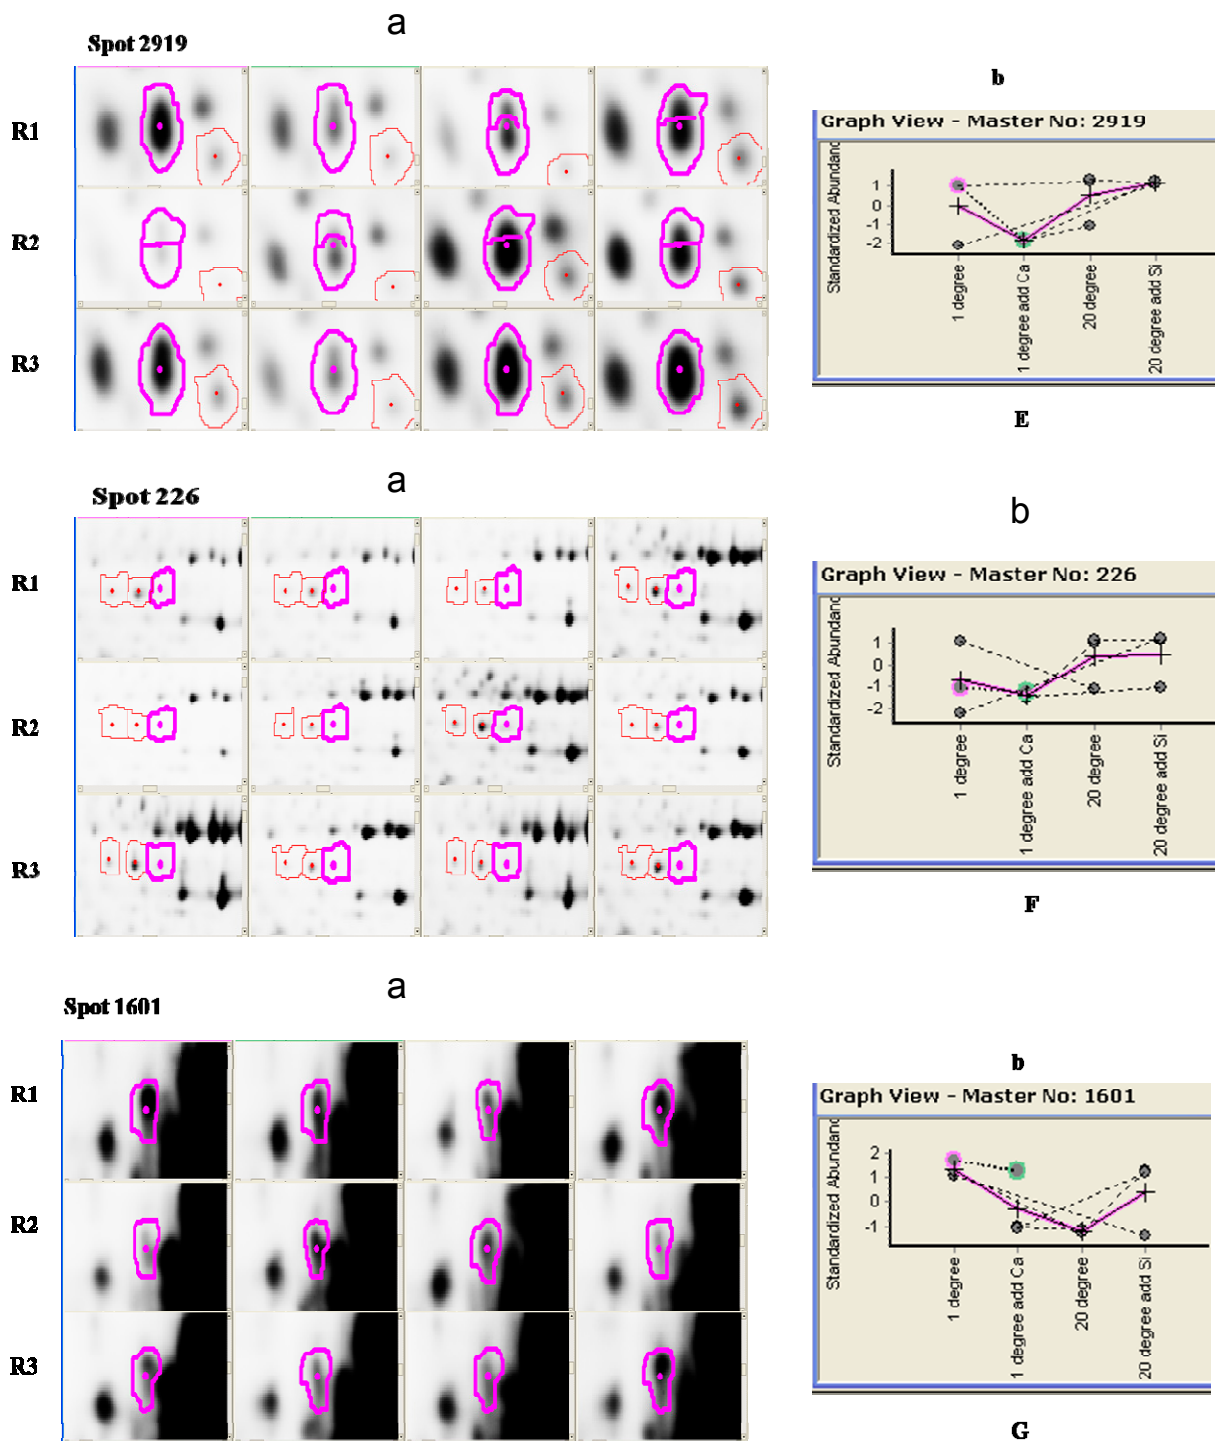 a
Spot 2919
R1
R2
R3
b
Graph View - Master No: 2919
Standardized Abundanc
1
0
-1
-2
1 degree
1 degree add Ca
20 degree
20 degree add Si
E
a
Spot 226
R1
R2
R3
b
Graph View - Master No: 226
Standardized Abundanc
1
0
-1
-2
1 degree
1 degree add Ca
20 degree
20 degree add Si
F
a
Spot 1601
R1
R2
R3
b
Graph View - Master No: 1601
Standardized Abundanc
2
1
0
-1
1 degree
1 degree add Ca
20 degree
20 degree add Si
G